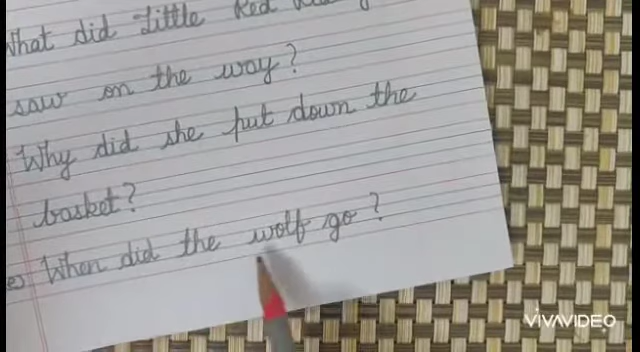 What did Little Red
saw on the way?
Why did she put down the
basket?
e) When did the wolf go?
VIVAVIDEO